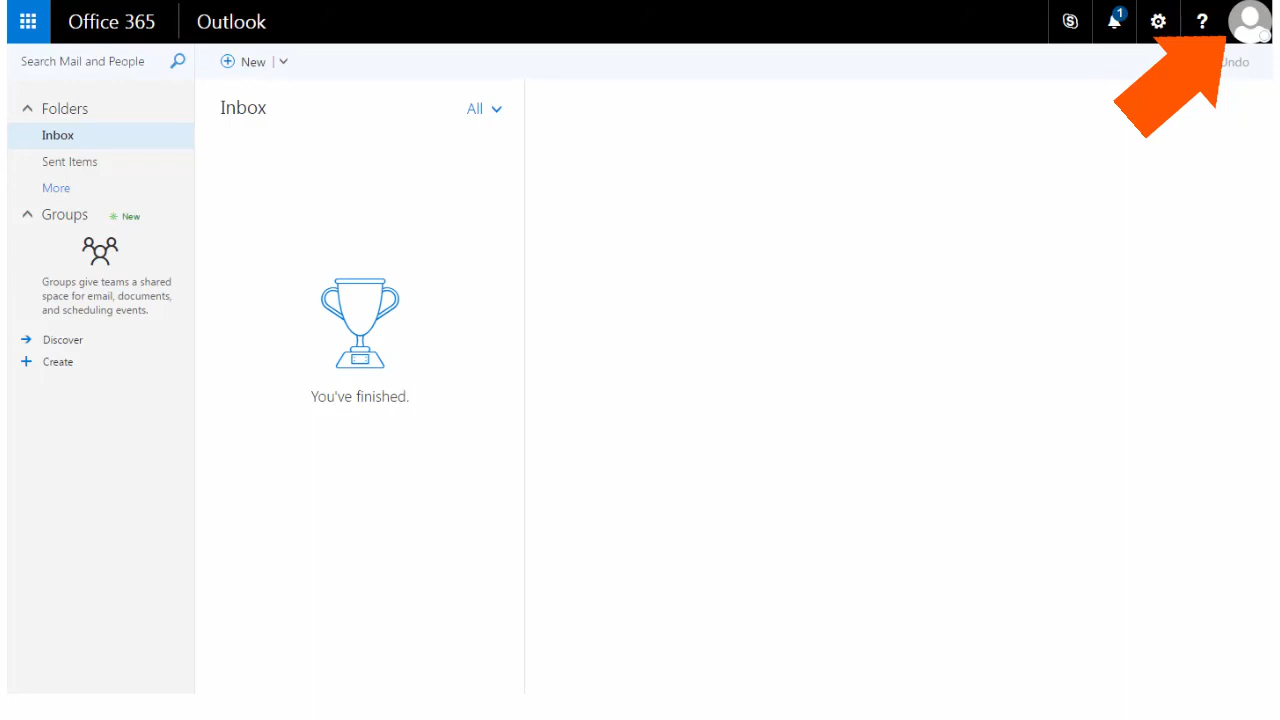 Office 365 Outlook 1 ?
Search Mail and People New Undo
Folders
Inbox
Sent Items
More
Groups New
Groups give teams a shared
space for email, documents,
and scheduling events.
Discover
Create
Inbox All
You've finished.